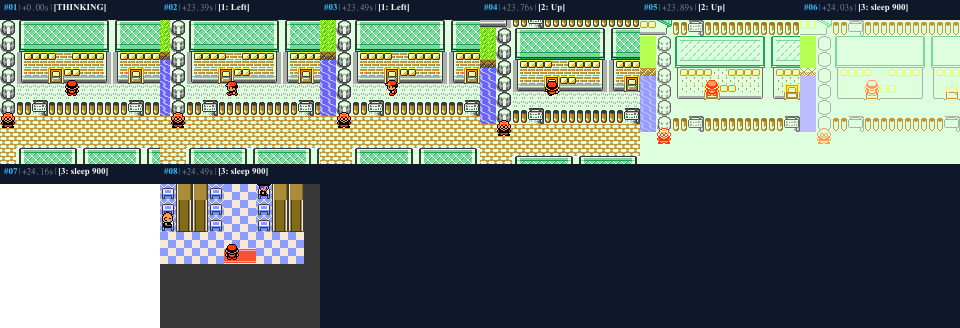 #01|+0.00s|[THINKING]
#02|+23.39s|[1: Left]
#03|+23.49s|[1: Left]
#04|+23.76s|[2: Up]
#05|+23.89s|[2: Up]
#06|+24.03s|[3: sleep 900]
#07|+24.16s|[3: sleep 900]
#08|+24.49s|[3: sleep 900]